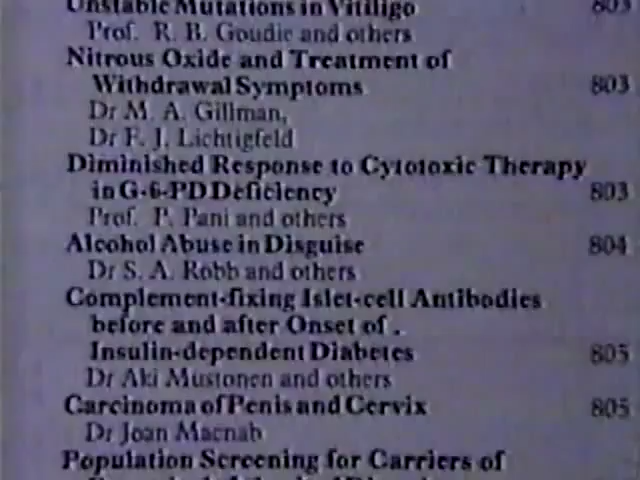 Unstable Mutations in Vitiligo 803
Prof. R. B. Goudie and others
Nitrous Oxide and Treatment of
Withdrawal Symptoms 803
Dr M. A. Gillman,
Dr F. J. Lichtigfeld
Diminished Response to Cytotoxic Therapy
in G-6-PD Deficiency 803
Prof. P. Pani and others
Alcohol Abuse in Disguise 804
Dr S. A. Robb and others
Complement-fixing Islet-cell Antibodies
before and after Onset of
Insulin-dependent Diabetes 805
Dr Aki Mustonen and others
Carcinoma of Penis and Cervix 805
Dr Joan Macnab
Population Screening for Carriers of